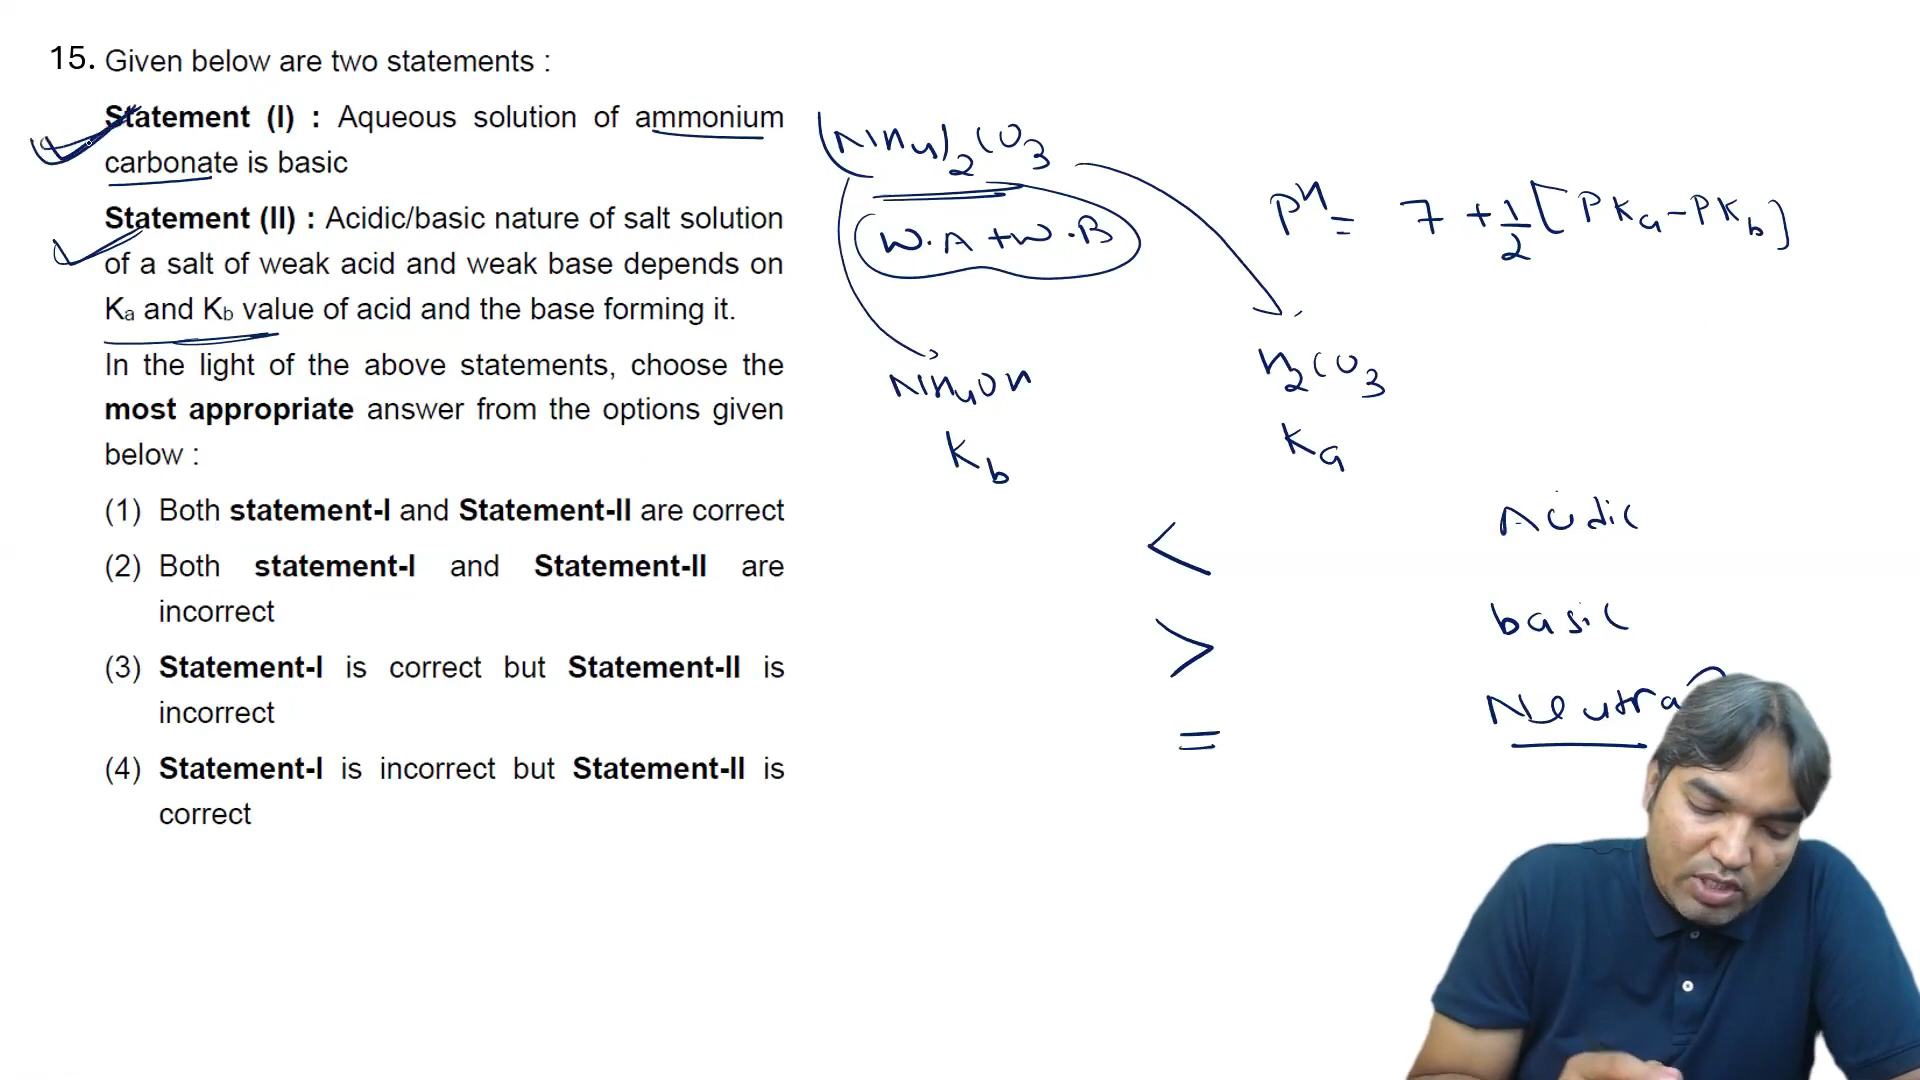 15. Given below are two statements :
Statement (I) : Aqueous solution of ammonium
carbonate is basic
Statement (II) : Acidic/basic nature of salt solution
of a salt of weak acid and weak base depends on
Ka and Kb value of acid and the base forming it.
In the light of the above statements, choose the
most appropriate answer from the options given
below :
(1) Both statement-I and Statement-II are correct
(2) Both statement-I and Statement-II are
incorrect
(3) Statement-I is correct but Statement-II is
incorrect
(4) Statement-I is incorrect but Statement-II is
correct
(NH4)2CO3
W.A + W.B
PH = 7 + 1/2 [PKa - PKb]
NH4OH
H2CO3
Kb
Ka
< Acidic
> basic
= Neutral